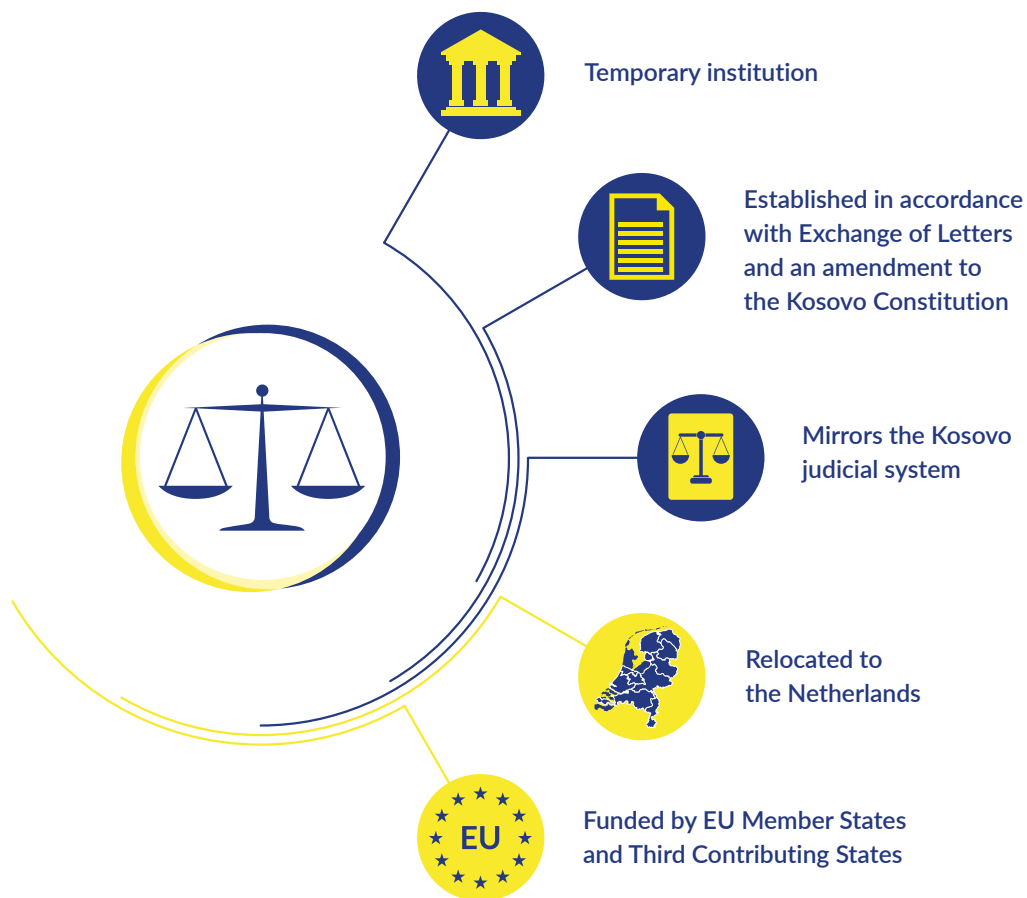 Temporary institution
Established in accordance
with Exchange of Letters
and an amendment to
the Kosovo Constitution
Mirrors the Kosovo
judicial system
Relocated to
the Netherlands
EU
Funded by EU Member States
and Third Contributing States